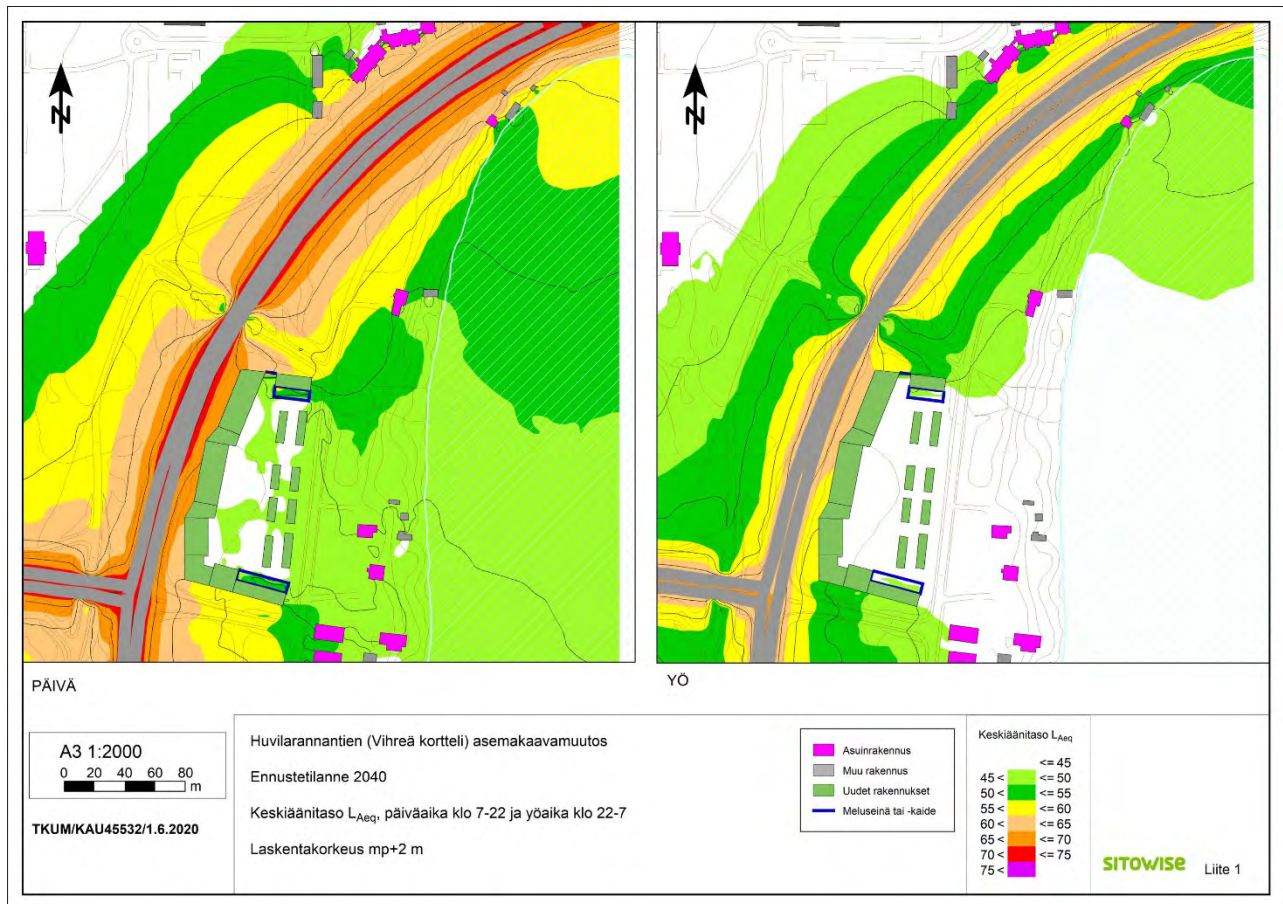 N
N
PÄIVÄ
YÖ
A3 1:2000
0 20 40 60 80
m
TKUM/KAU45532/1.6.2020
Huvilarannantien (Vihreä kortteli) asemakaavamuutos
Ennustetilanne 2040
Keskiäänitaso LAeq, päiväaika klo 7-22 ja yöaika klo 22-7
Laskentakorkeus mp+2 m
Asuinrakennus
Muu rakennus
Uudet rakennukset
Meluseinä tai -kaide
Keskiäänitaso LAeq
<= 45
45 < <= 50
50 < <= 55
55 < <= 60
60 < <= 65
65 < <= 70
70 < <= 75
75 <
SITOWISE
Liite 1